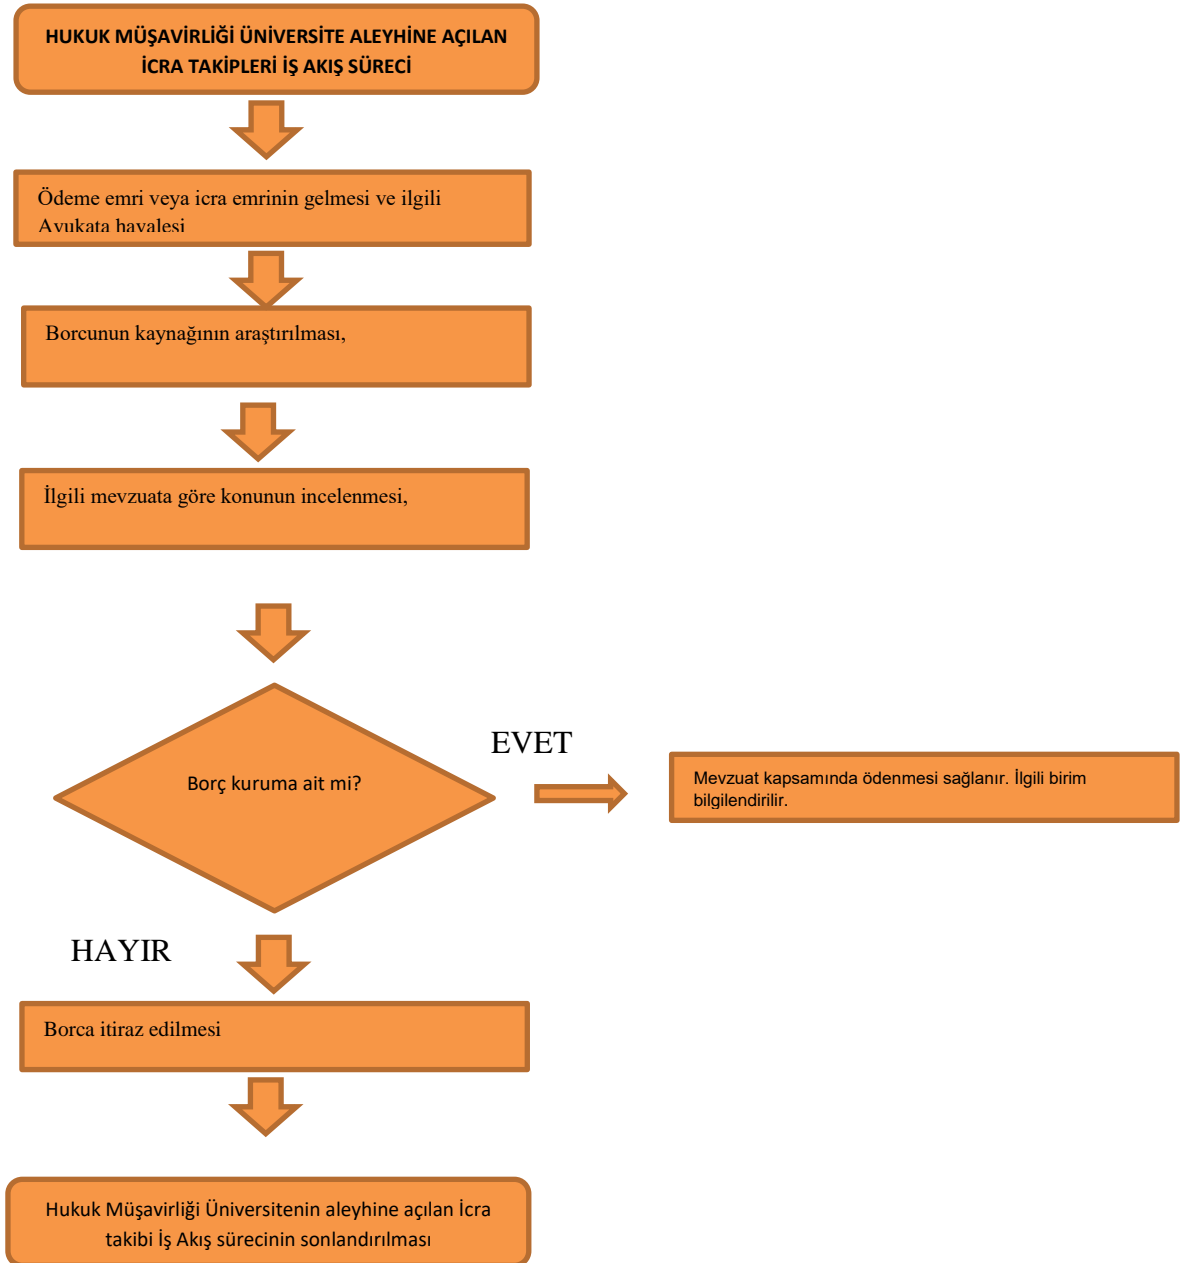 HUKUK MÜŞAVİRLİĞİ ÜNİVERSİTE ALEYHİNE AÇILAN
İCRA TAKİPLERİ İŞ AKIŞ SÜRECİ
Ödeme emri veya icra emrinin gelmesi ve ilgili
Avukata havalesi
Borcunun kaynağının araştırılması,
İlgili mevzuata göre konunun incelenmesi,
Borç kuruma ait mi?
EVET
Mevzuat kapsamında ödenmesi sağlanır. İlgili birim
bilgilendirilir.
HAYIR
Borca itiraz edilmesi
Hukuk Müşavirliği Üniversitenin aleyhine açılan İcra
takibi İş Akış sürecinin sonlandırılması